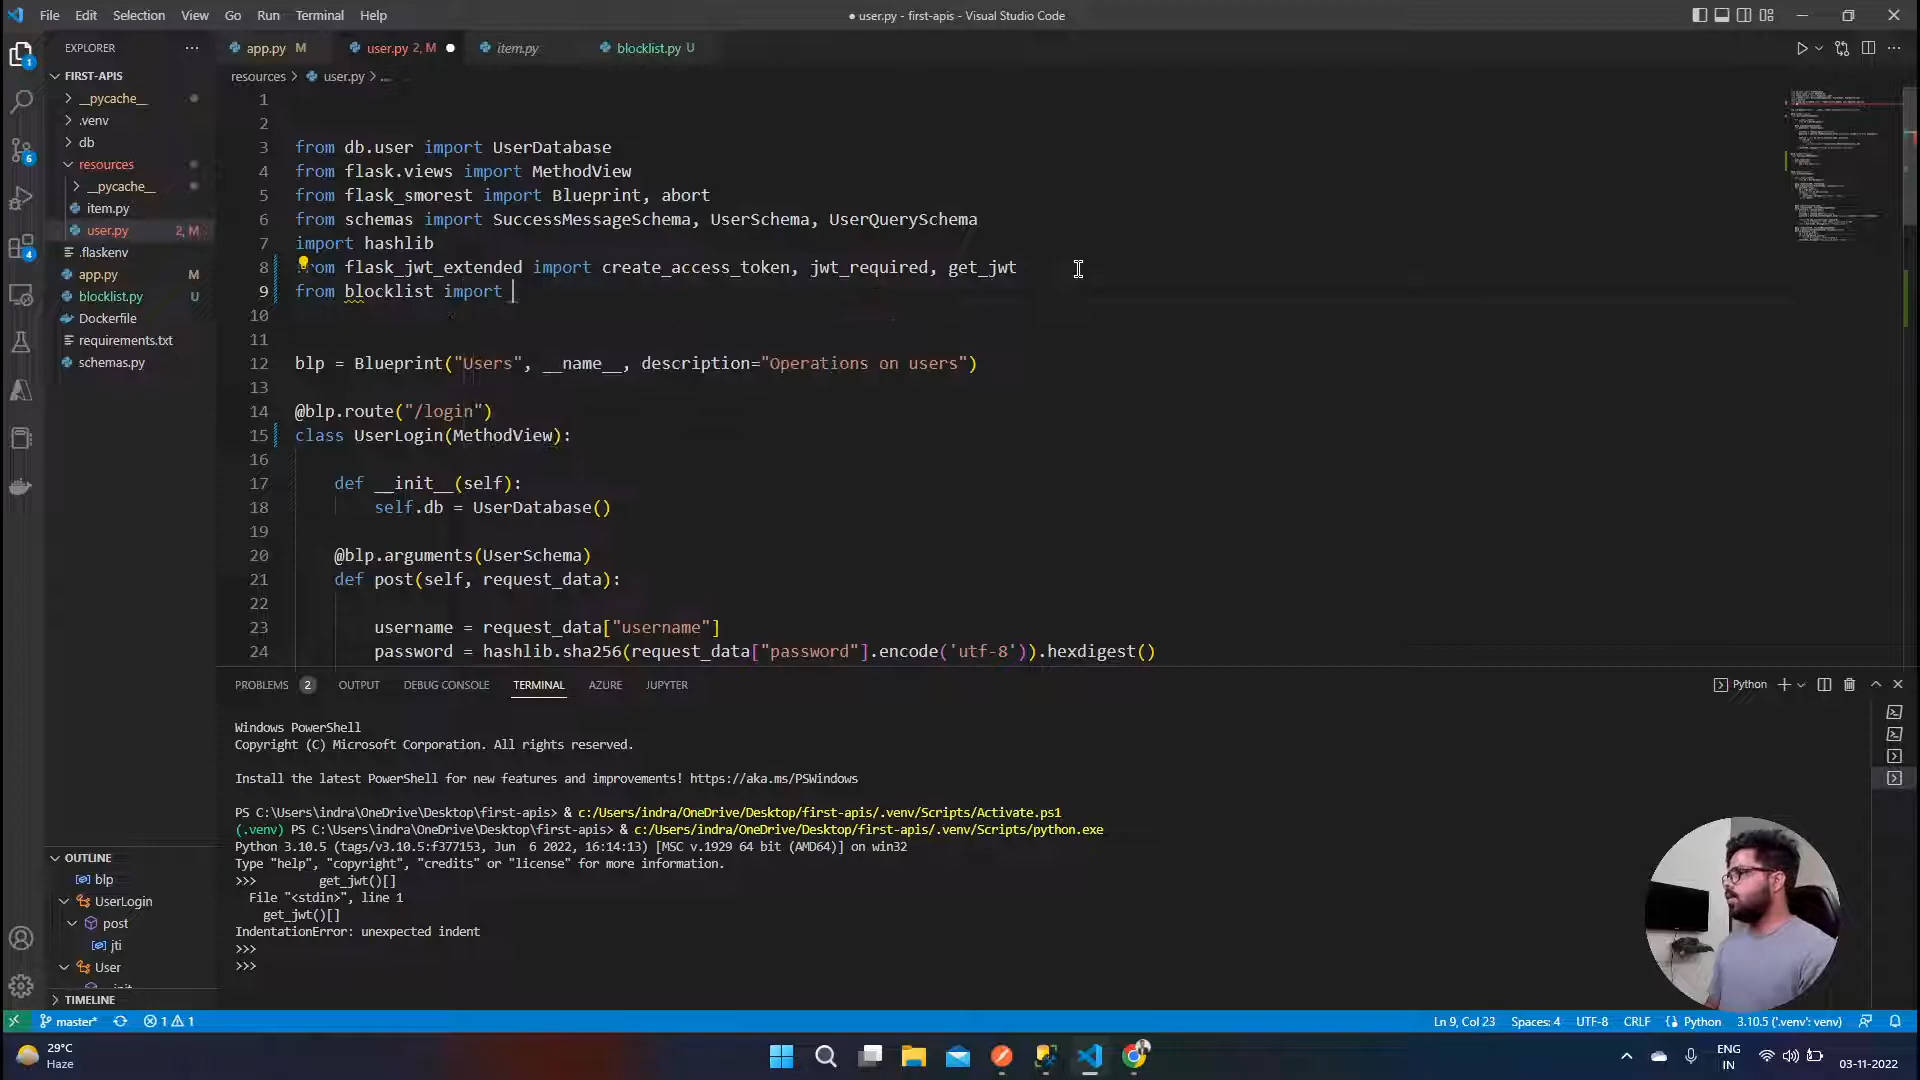 File Edit Selection View Go Run Terminal Help
● user.py - first-apis - Visual Studio Code
EXPLORER
FIRST-APIS
__pycache__
.venv
db
resources
__pycache__
item.py
user.py 2, M
.flaskenv
app.py M
blocklist.py U
Dockerfile
requirements.txt
schemas.py
OUTLINE
blp
UserLogin
post
jti
User
TIMELINE
app.py M
user.py 2, M
item.py
blocklist.py U
resources > user.py > ...
1
2
3 from db.user import UserDatabase
4 from flask.views import MethodView
5 from flask_smorest import Blueprint, abort
6 from schemas import SuccessMessageSchema, UserSchema, UserQuerySchema
7 import hashlib
8 from flask_jwt_extended import create_access_token, jwt_required, get_jwt
9 from blocklist import
10
11
12 blp = Blueprint("Users", __name__, description="Operations on users")
13
14 @blp.route("/login")
15 class UserLogin(MethodView):
16
17 def __init__(self):
18 self.db = UserDatabase()
19
20 @blp.arguments(UserSchema)
21 def post(self, request_data):
22
23 username = request_data["username"]
24 password = hashlib.sha256(request_data["password"].encode('utf-8')).hexdigest()
PROBLEMS 2 OUTPUT DEBUG CONSOLE TERMINAL AZURE JUPYTER
Python
Windows PowerShell
Copyright (C) Microsoft Corporation. All rights reserved.
Install the latest PowerShell for new features and improvements! https://aka.ms/PSWindows
PS C:\Users\indra\OneDrive\Desktop\first-apis> & c:/Users/indra/OneDrive/Desktop/first-apis/.venv/Scripts/Activate.ps1
(.venv) PS C:\Users\indra\OneDrive\Desktop\first-apis> & c:/Users/indra/OneDrive/Desktop/first-apis/.venv/Scripts/python.exe
Python 3.10.5 (tags/v3.10.5:f377153, Jun 6 2022, 16:14:13) [MSC v.1929 64 bit (AMD64)] on win32
Type "help", "copyright", "credits" or "license" for more information.
>>> get_jwt()[]
File "<stdin>", line 1
get_jwt()[]
IndentationError: unexpected indent
>>>
>>>
1
6
4
master* 1 1
Ln 9, Col 23 Spaces: 4 UTF-8 CRLF Python 3.10.5 ('.venv': venv)
29°C
Haze
ENG
IN
03-11-2022